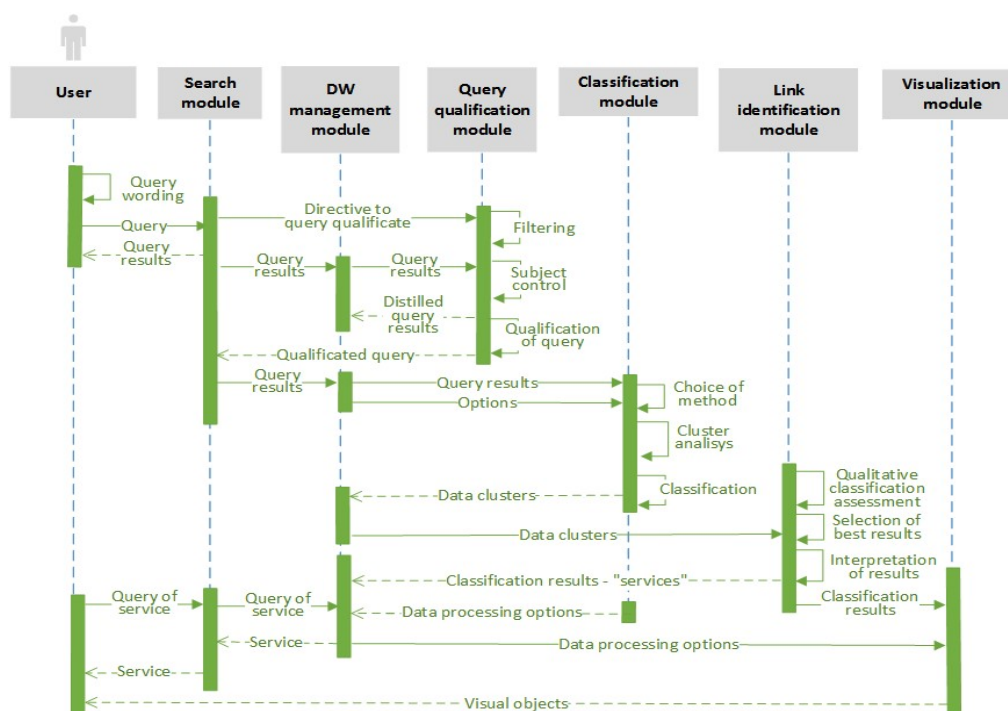 User
Search
module
DW
management
module
Query
qualification
module
Classification
module
Link
identification
module
Visualization
module
Query
wording
Query
Query
results
Directive to
query qualificate
Filtering
Query
results
Query
results
Subject
control
Distilled
query
results
Qualification
of query
Qualificated query
Query
results
Query results
Options
Choice of
method
Cluster
analisys
Classification
Data clusters
Qualitative
classification
assessment
Data clusters
Selection of
best results
Interpretation
of results
Classification results - "services"
Query of
service
Query of
service
Data processing options
Classification
results
Service
Data processing options
Service
Visual objects